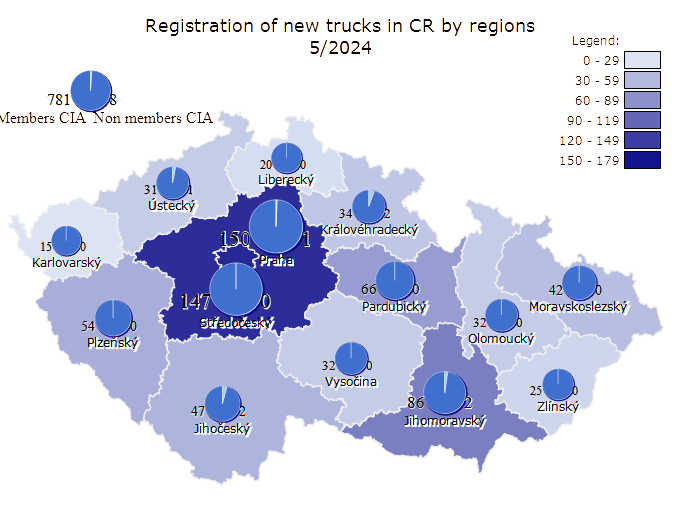 Registration of new trucks in CR by regions
5/2024
Legend:
0 - 29
30 - 59
60 - 89
90 - 119
120 - 149
150 - 179
781 8
Members CIA Non members CIA
20 0
Liberecký
31 1
Ústecký
34 2
Královéhradecký
150 1
Praha
15 0
Karlovarský
147 0
Středočeský
66 0
Pardubický
42 0
Moravskoslezský
54 0
Plzeňský
32 0
Olomoucký
32 0
Vysočina
25 0
Zlínský
86 2
Jihomoravský
47 2
Jihočeský